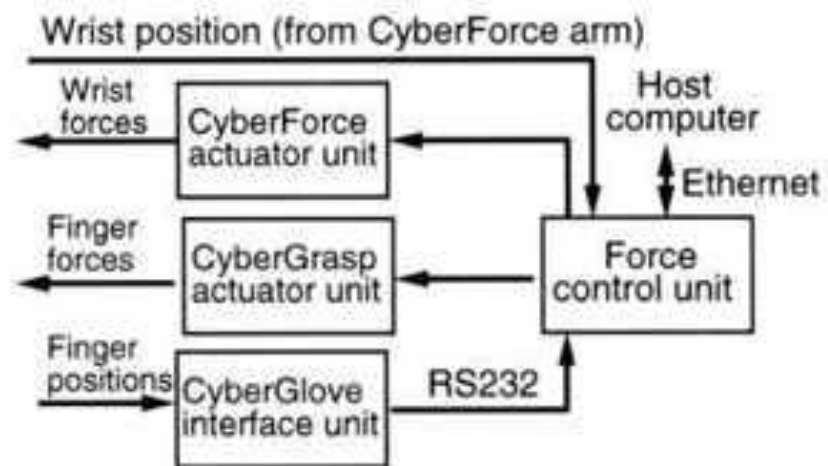 Wrist position (from CyberForce arm)
Wrist
forces
CyberForce
actuator unit
Host
computer
Ethernet
Finger
forces
CyberGrasp
actuator unit
Force
control unit
Finger
positions
CyberGlove
interface unit
RS232